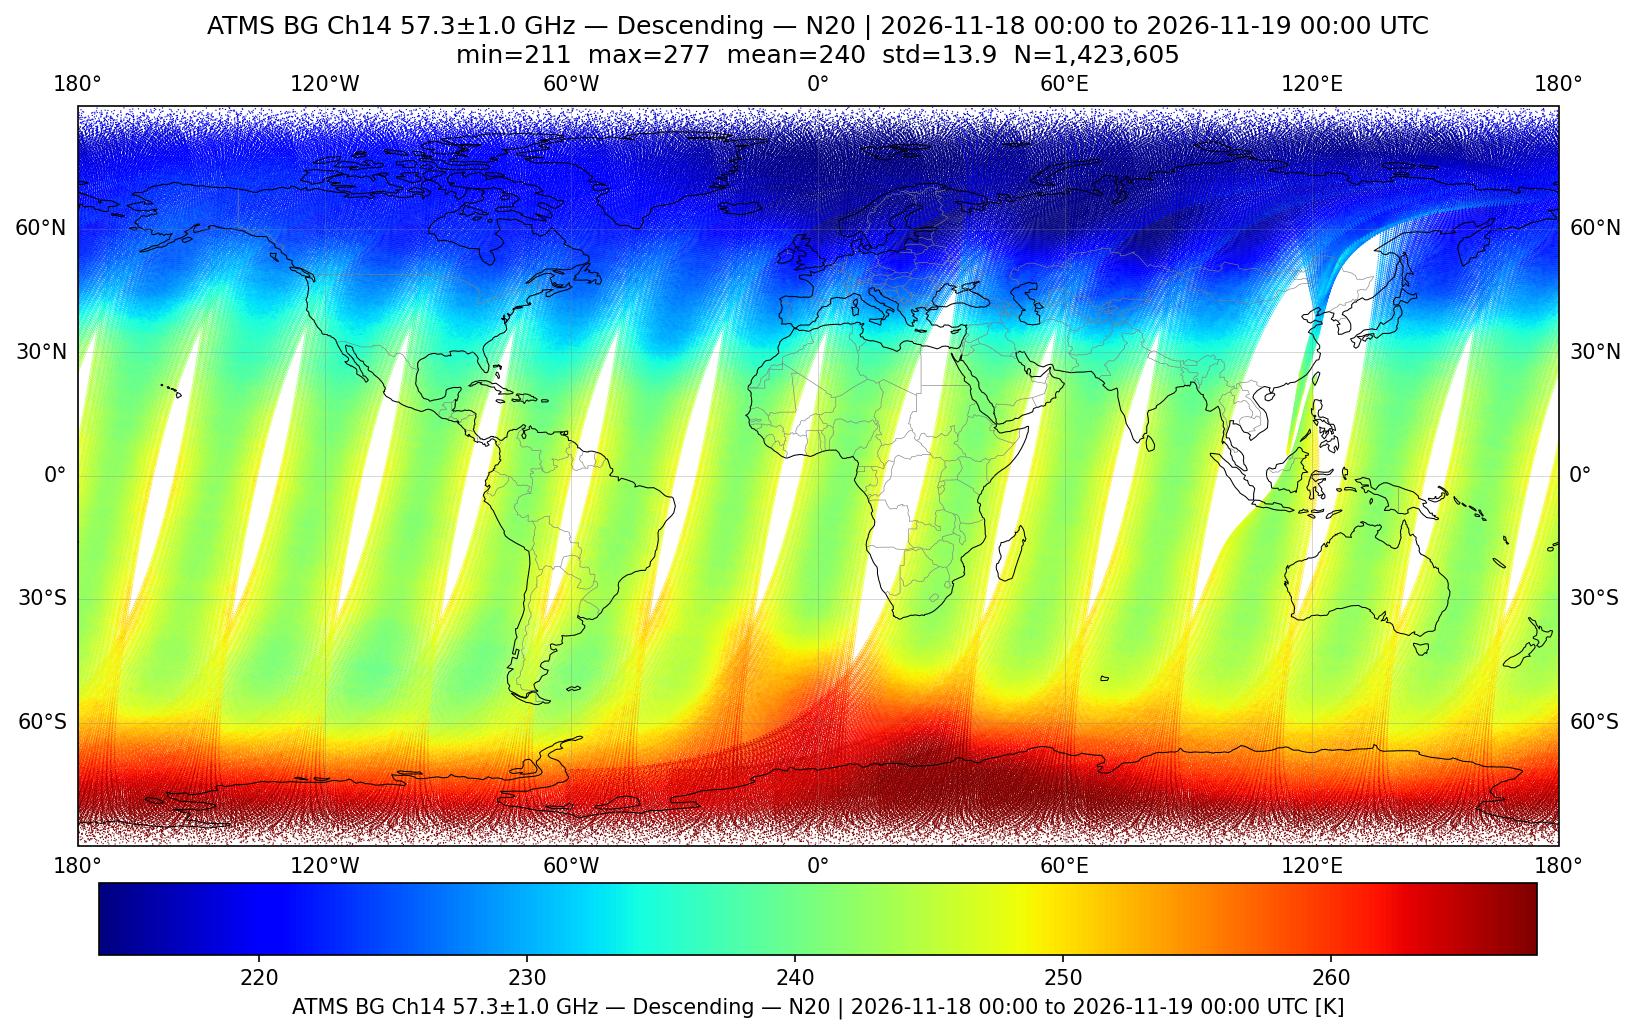 ATMS BG Ch14 57.3±1.0 GHz — Descending — N20 | 2026-11-18 00:00 to 2026-11-19 00:00 UTC
min=211 max=277 mean=240 std=13.9 N=1,423,605
180° 120°W 60°W 0° 60°E 120°E 180°
60°N 60°N
30°N 30°N
0° 0°
30°S 30°S
60°S 60°S
180° 120°W 60°W 0° 60°E 120°E 180°
220 230 240 250 260
ATMS BG Ch14 57.3±1.0 GHz — Descending — N20 | 2026-11-18 00:00 to 2026-11-19 00:00 UTC [K]